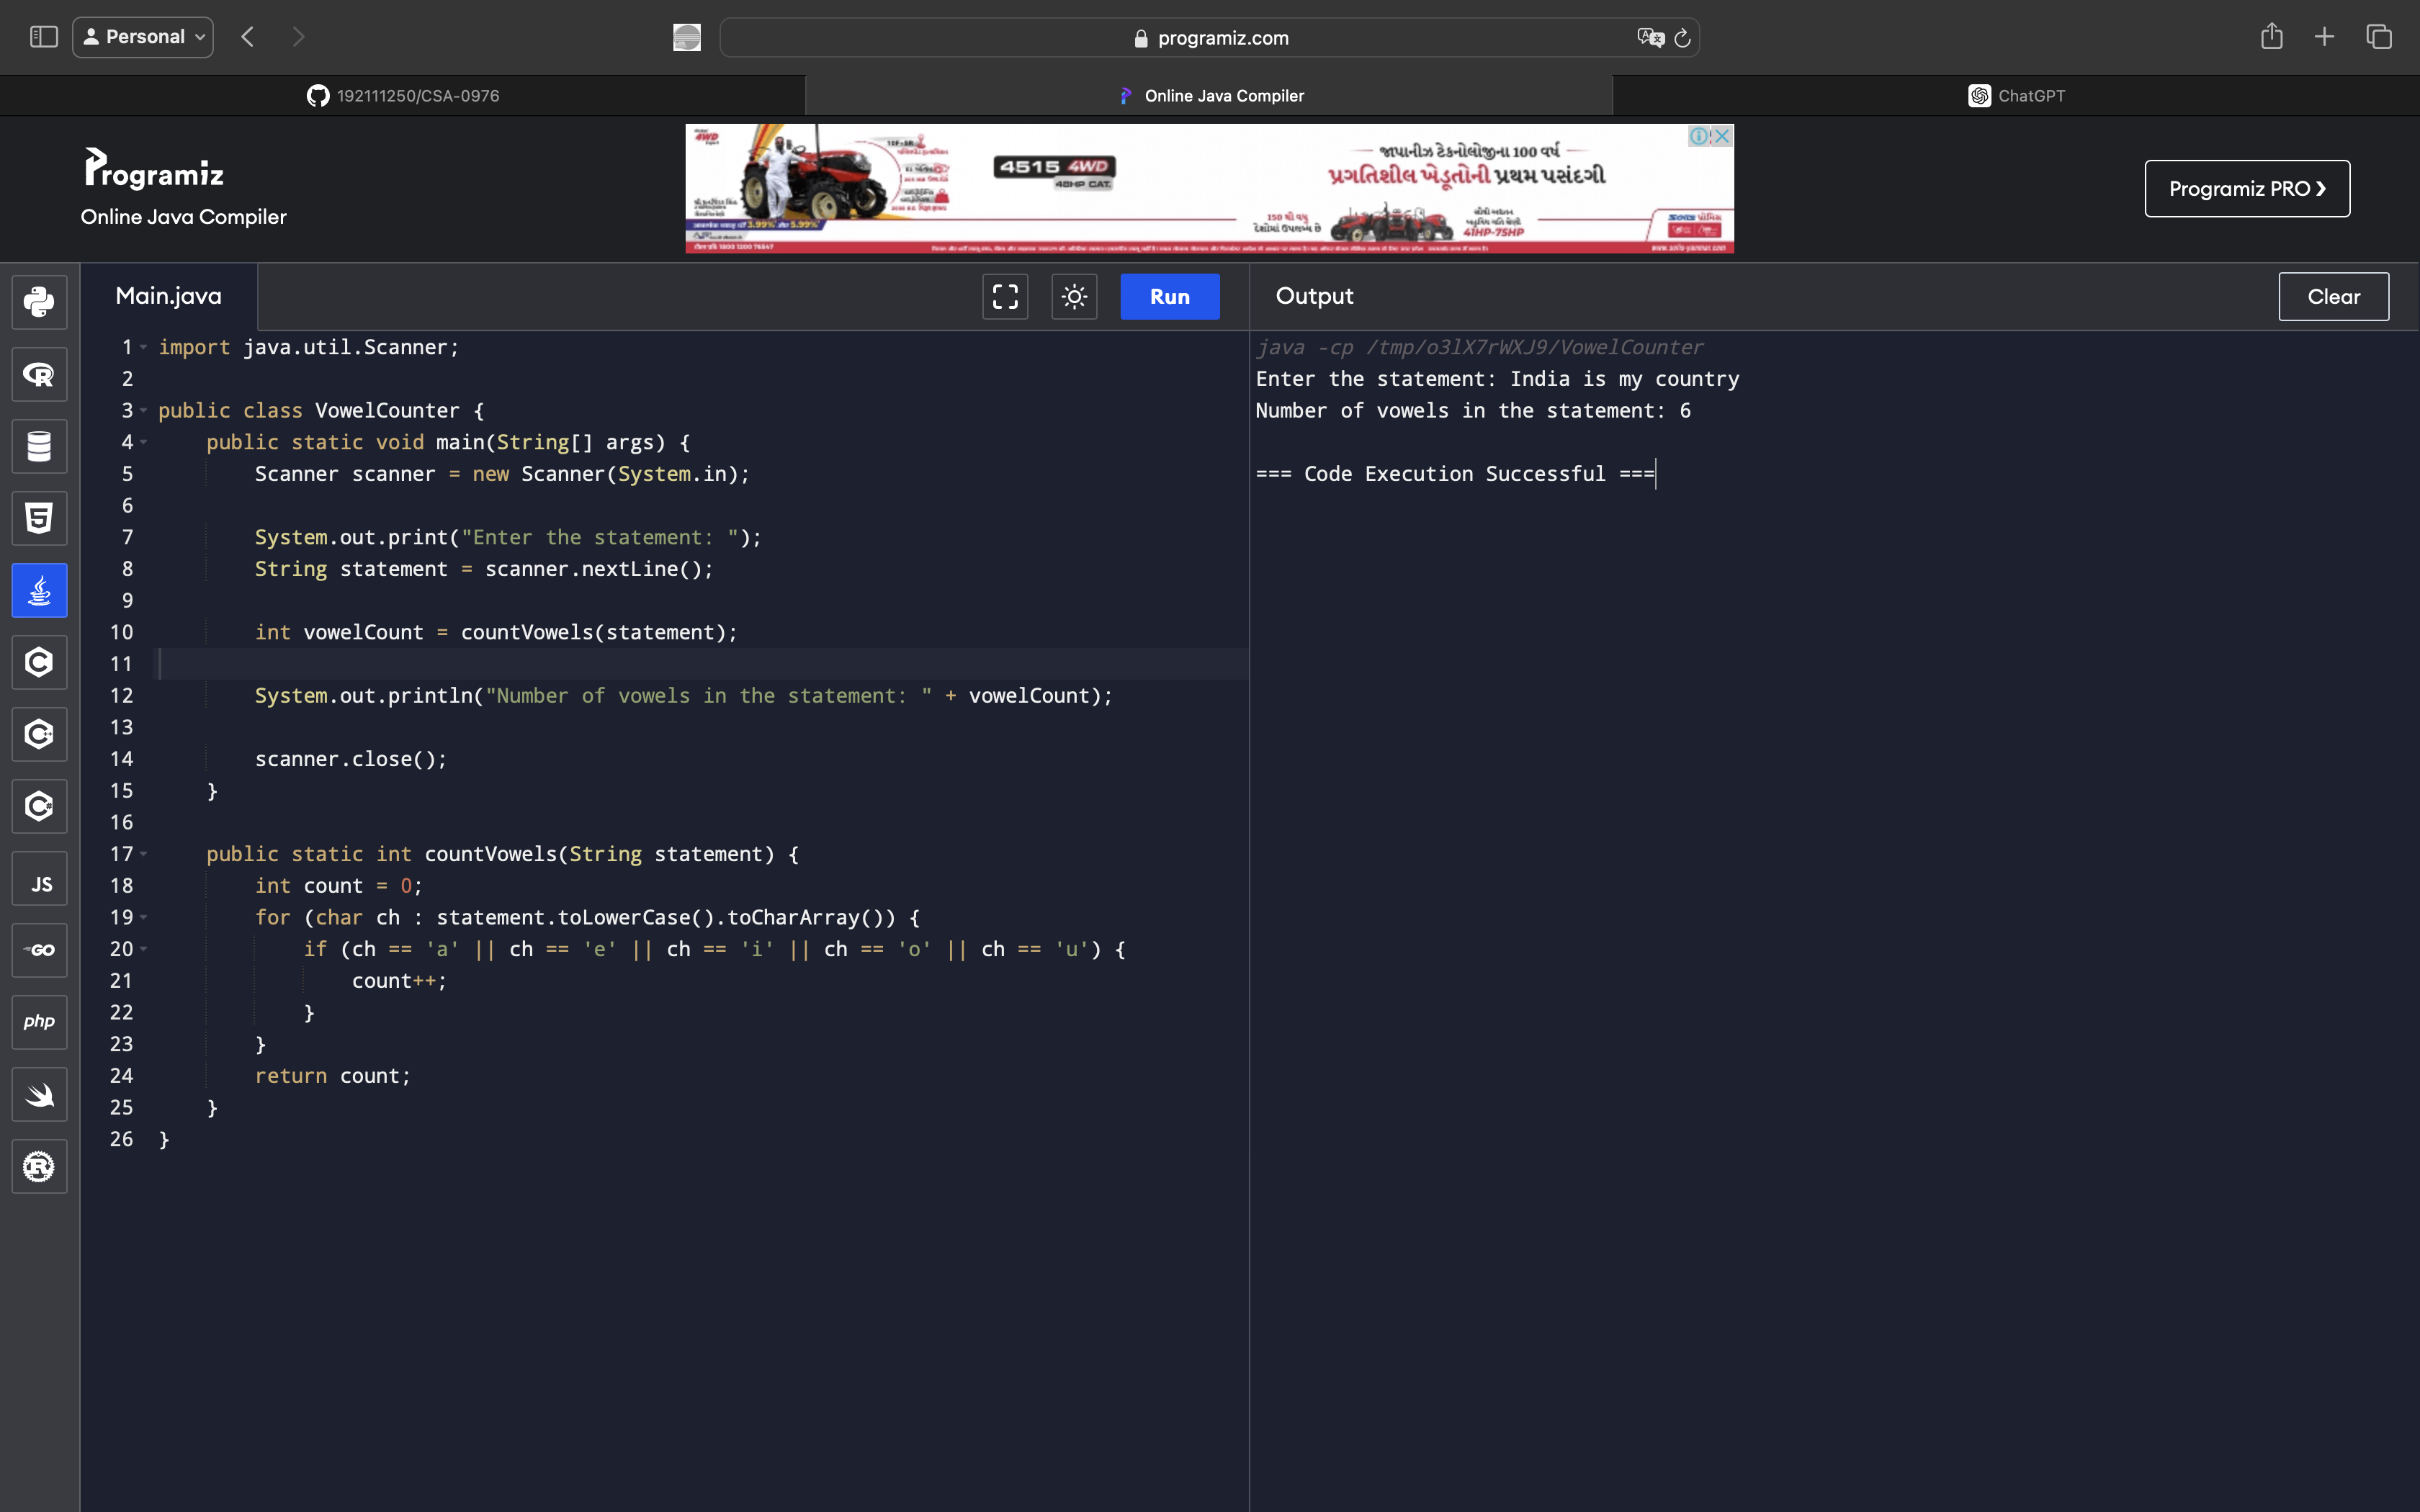 Personal
programiz.com
192111250/CSA-0976
Online Java Compiler
ChatGPT
Programiz
Online Java Compiler
4515 4WD
48HP CAT.
જાપાનીઝ ટેકનોલોજીના 100 વર્ષ
પ્રગતિશીલ ખેડૂતોની પ્રથમ પસંદગી
41HP-75HP
Programiz PRO ❯
Main.java
Run
Output
Clear
1 import java.util.Scanner;
2
3 public class VowelCounter {
4 public static void main(String[] args) {
5 Scanner scanner = new Scanner(System.in);
6
7 System.out.print("Enter the statement: ");
8 String statement = scanner.nextLine();
9
10 int vowelCount = countVowels(statement);
11
12 System.out.println("Number of vowels in the statement: " + vowelCount);
13
14 scanner.close();
15 }
16
17 public static int countVowels(String statement) {
18 int count = 0;
19 for (char ch : statement.toLowerCase().toCharArray()) {
20 if (ch == 'a' || ch == 'e' || ch == 'i' || ch == 'o' || ch == 'u') {
21 count++;
22 }
23 }
24 return count;
25 }
26 }
java -cp /tmp/o3lX7rWXJ9/VowelCounter
Enter the statement: India is my country
Number of vowels in the statement: 6
=== Code Execution Successful ===
JS
GO
php